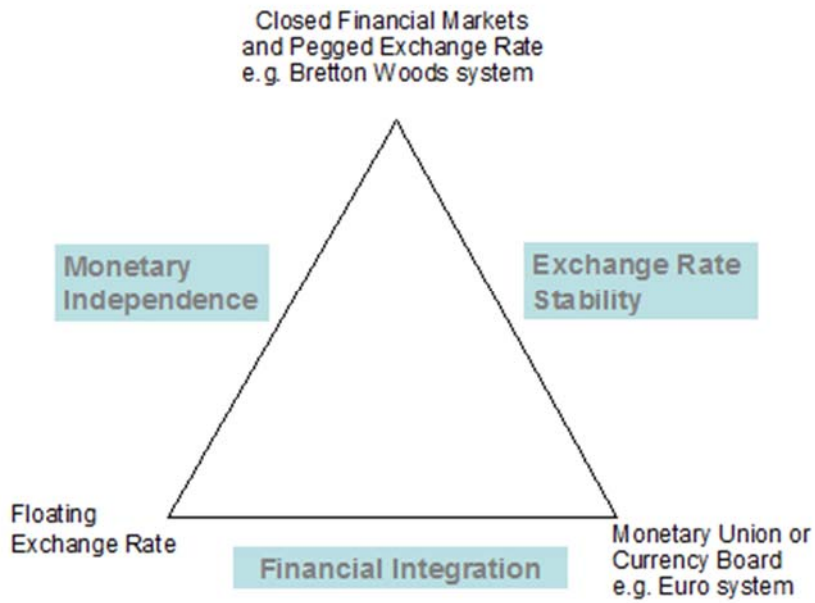 Closed Financial Markets
and Pegged Exchange Rate
e.g. Bretton Woods system
Monetary
Independence
Exchange Rate
Stability
Floating
Exchange Rate
Financial Integration
Monetary Union or
Currency Board
e.g. Euro system